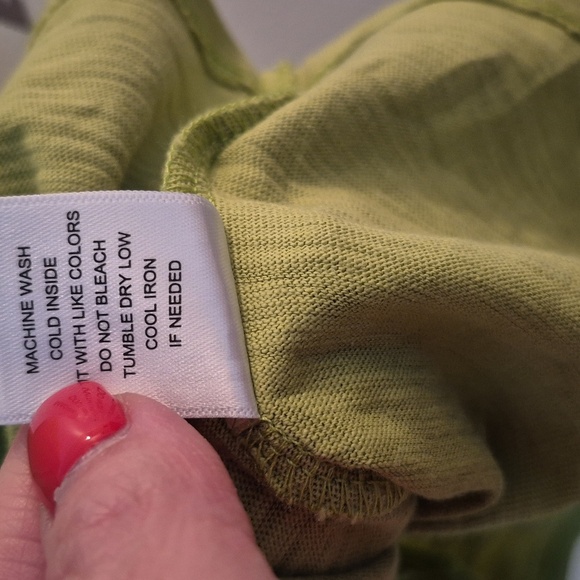 MACHINE WASH
COLD INSIDE
WITH LIKE COLORS
DO NOT BLEACH
TUMBLE DRY LOW
COOL IRON
IF NEEDED